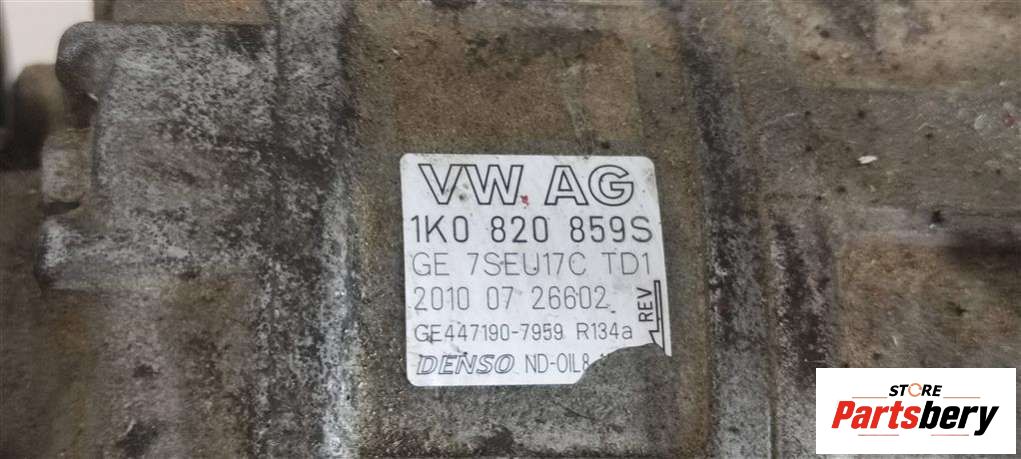 VW AG
1K0 820 859S
GE 7SEU17C TD1
2010 07 26602
GE447190-7959 R134a
DENSO ND-OIL8
REV
STORE
Partsbery